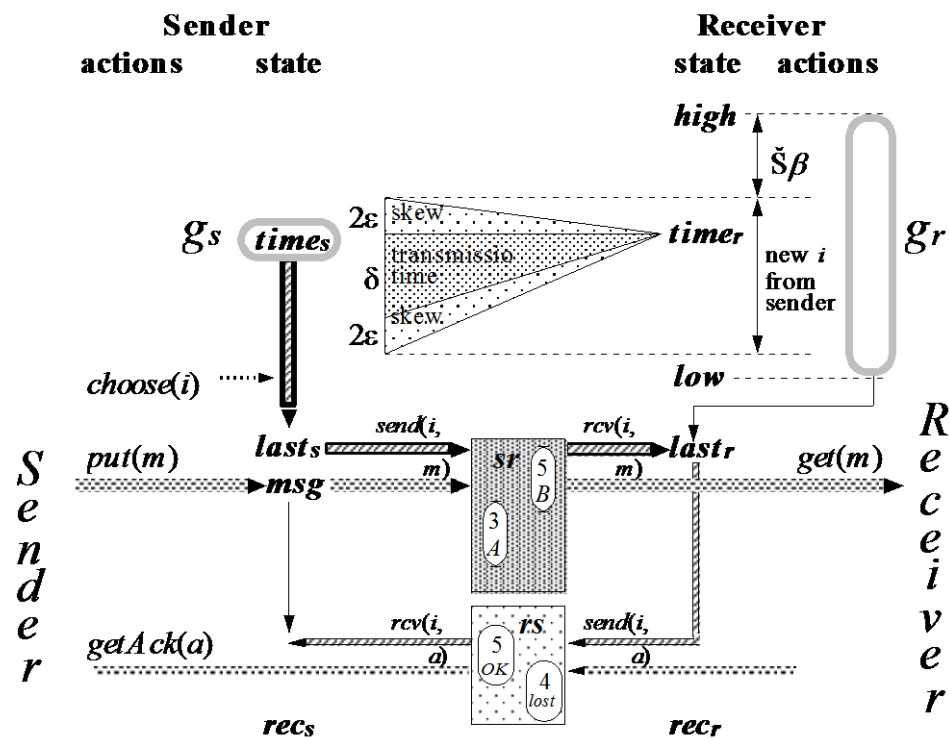 Sender
Receiver
actions state
state actions
high
Šβ
2ε skew
gs times
timer
gr
transmissio
time
δ
new i
from
sender
skew
2ε
choose(i)
low
lasts
send(i,
m)
rcv(i,
m)
lastr
put(m)
msg
sr
5
B
3
A
get(m)
Sender
Receiver
getAck(a)
rcv(i,
a)
rs
5
OK
4
lost
send(i,
a)
recs
recr